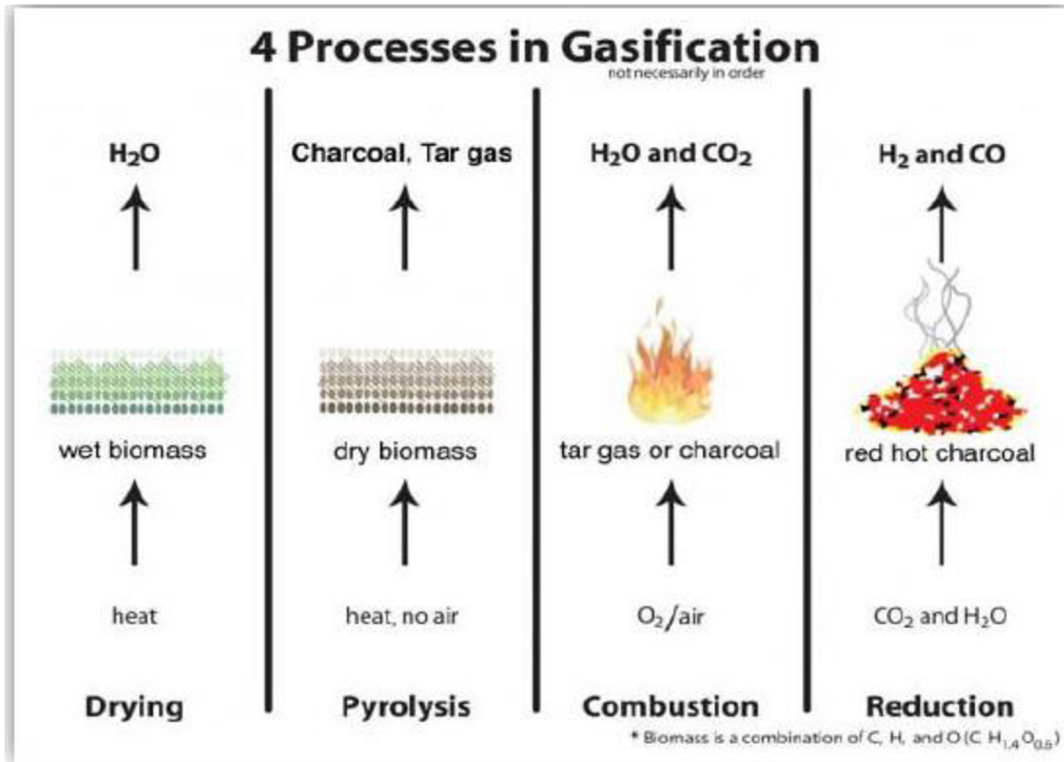 4 Processes in Gasification
not necessarily in order
H₂O
Charcoal, Tar gas
H₂O and CO₂
H₂ and CO
wet biomass
dry biomass
tar gas or charcoal
red hot charcoal
heat
heat, no air
O₂/air
CO₂ and H₂O
Drying
Pyrolysis
Combustion
Reduction
* Biomass is a combination of C, H, and O (C H₁.₄O₀.₆)